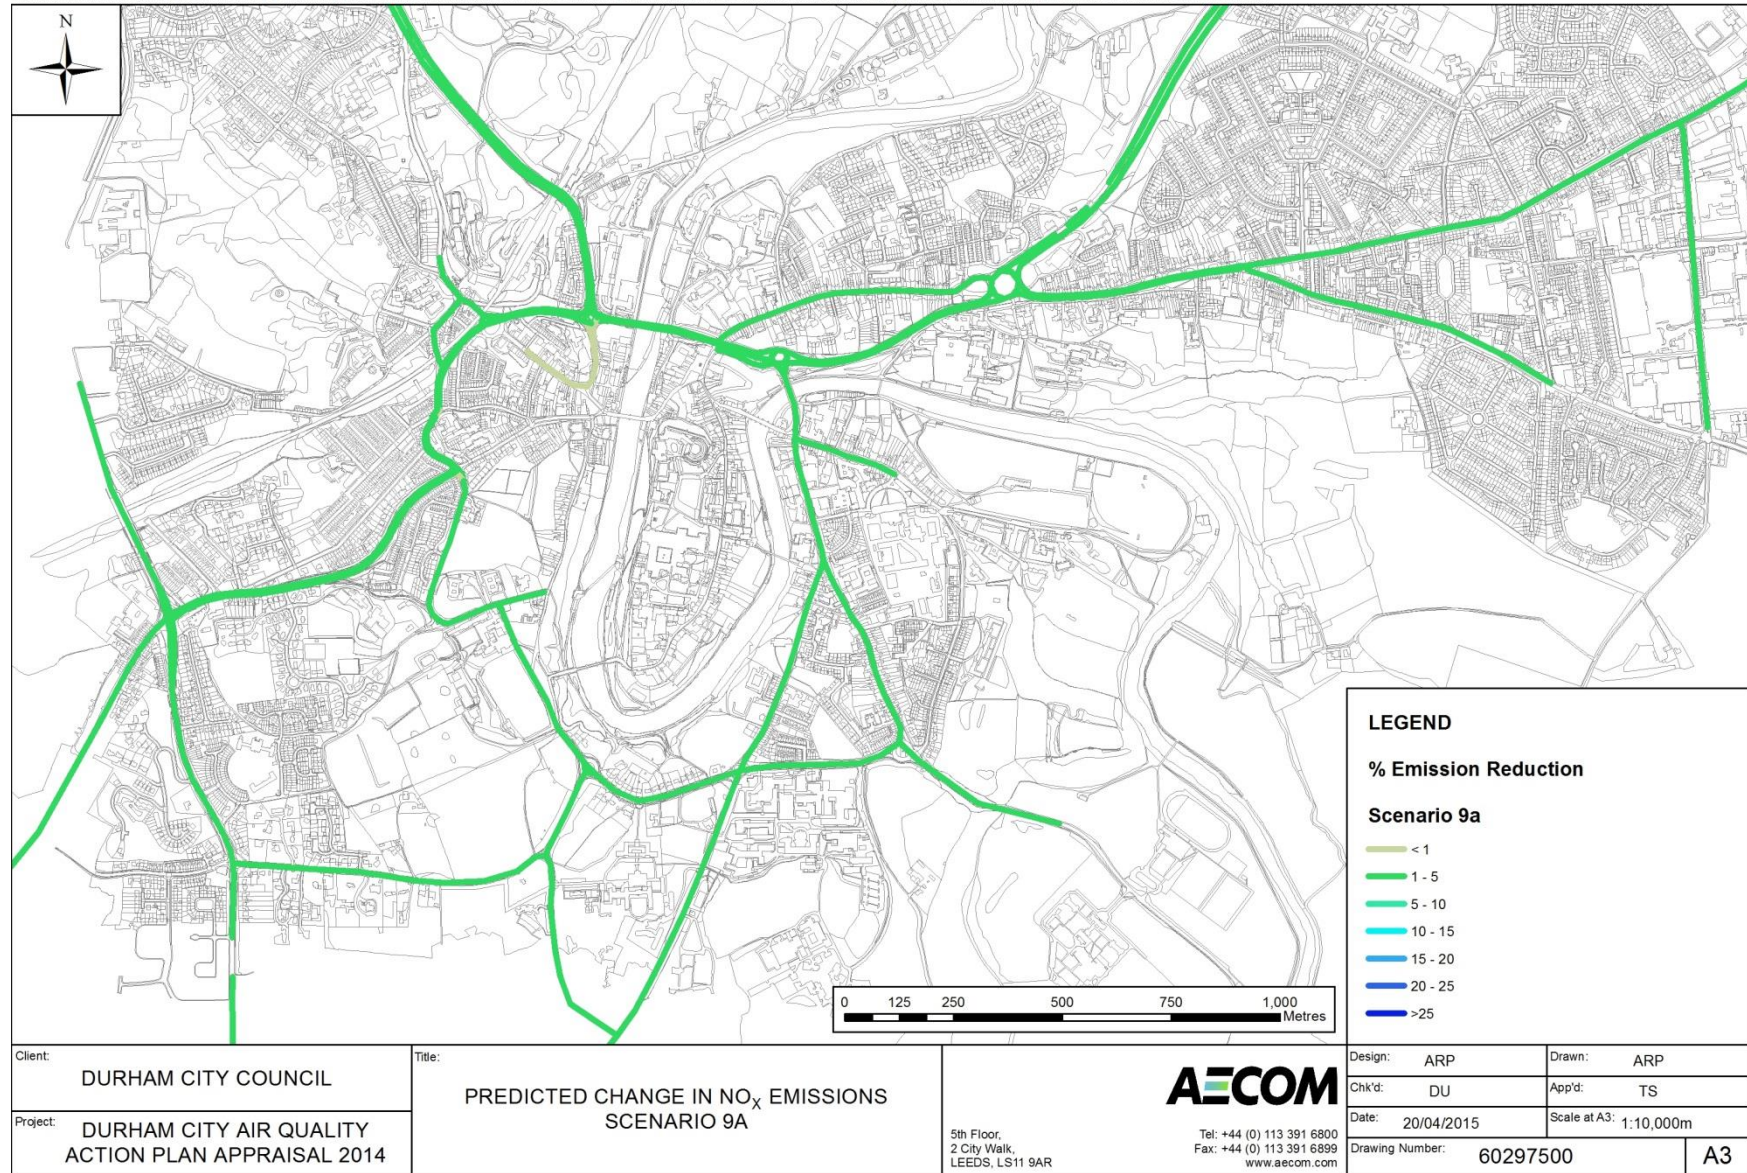 N
LEGEND
% Emission Reduction
Scenario 9a
< 1
1 - 5
5 - 10
10 - 15
15 - 20
20 - 25
>25
0 125 250 500 750 1,000
Metres
Client:
DURHAM CITY COUNCIL
Project:
DURHAM CITY AIR QUALITY
ACTION PLAN APPRAISAL 2014
Title:
PREDICTED CHANGE IN NOX EMISSIONS
SCENARIO 9A
AECOM
5th Floor,
2 City Walk,
LEEDS, LS11 9AR
Tel: +44 (0) 113 391 6800
Fax: +44 (0) 113 391 6899
www.aecom.com
Design: ARP
Drawn: ARP
Chk'd: DU
App'd: TS
Date: 20/04/2015
Scale at A3: 1:10,000m
Drawing Number: 60297500
A3